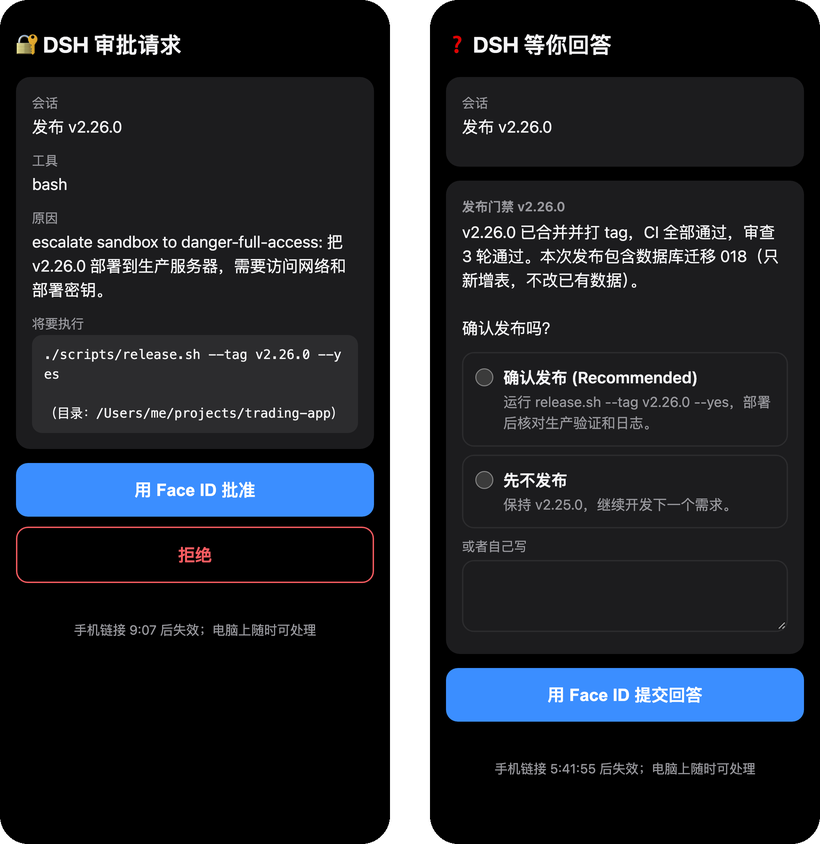 🔐 DSH 审批请求
会话
发布 v2.26.0
工具
bash
原因
escalate sandbox to danger-full-access: 把
v2.26.0 部署到生产服务器，需要访问网络和
部署密钥。
将要执行
./scripts/release.sh --tag v2.26.0 --y
es
（目录：/Users/me/projects/trading-app）
用 Face ID 批准
拒绝
手机链接 9:07 后失效；电脑上随时可处理
❓ DSH 等你回答
会话
发布 v2.26.0
发布门禁 v2.26.0
v2.26.0 已合并并打 tag，CI 全部通过，审查
3 轮通过。本次发布包含数据库迁移 018（只
新增表，不改已有数据）。
确认发布吗？
确认发布 (Recommended)
运行 release.sh --tag v2.26.0 --yes，部署
后核对生产验证和日志。
先不发布
保持 v2.25.0，继续开发下一个需求。
或者自己写
用 Face ID 提交回答
手机链接 5:41:55 后失效；电脑上随时可处理